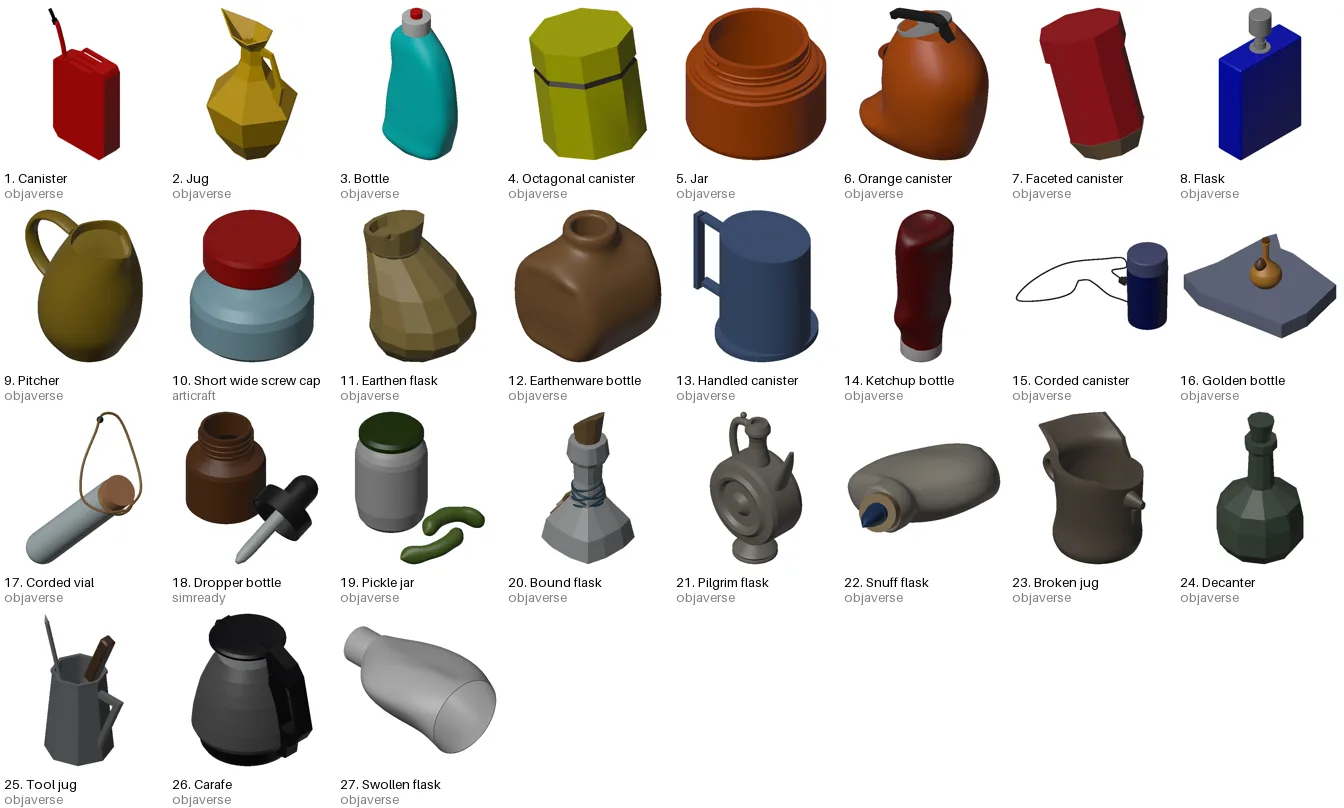 1. Canister
objaverse
2. Jug
objaverse
3. Bottle
objaverse
4. Octagonal canister
objaverse
5. Jar
objaverse
6. Orange canister
objaverse
7. Faceted canister
objaverse
8. Flask
objaverse
9. Pitcher
objaverse
10. Short wide screw cap
articraft
11. Earthen flask
objaverse
12. Earthenware bottle
objaverse
13. Handled canister
objaverse
14. Ketchup bottle
objaverse
15. Corded canister
objaverse
16. Golden bottle
objaverse
17. Corded vial
objaverse
18. Dropper bottle
simready
19. Pickle jar
objaverse
20. Bound flask
objaverse
21. Pilgrim flask
objaverse
22. Snuff flask
objaverse
23. Broken jug
objaverse
24. Decanter
objaverse
25. Tool jug
objaverse
26. Carafe
objaverse
27. Swollen flask
objaverse